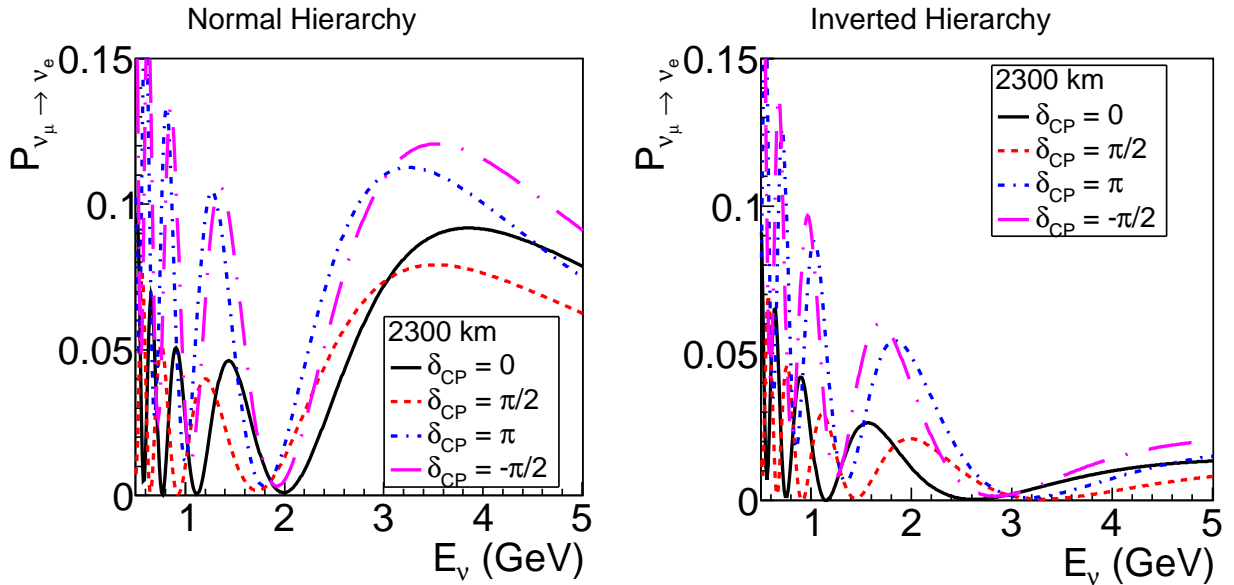 Normal Hierarchy
P ν_μ → ν_e
0.15
0.1
0.05
0
1 2 3 4 5
E_ν (GeV)
2300 km
δ_CP = 0
δ_CP = π/2
δ_CP = π
δ_CP = -π/2
Inverted Hierarchy
P ν_μ → ν_e
0.15
0.1
0.05
0
1 2 3 4 5
E_ν (GeV)
2300 km
δ_CP = 0
δ_CP = π/2
δ_CP = π
δ_CP = -π/2